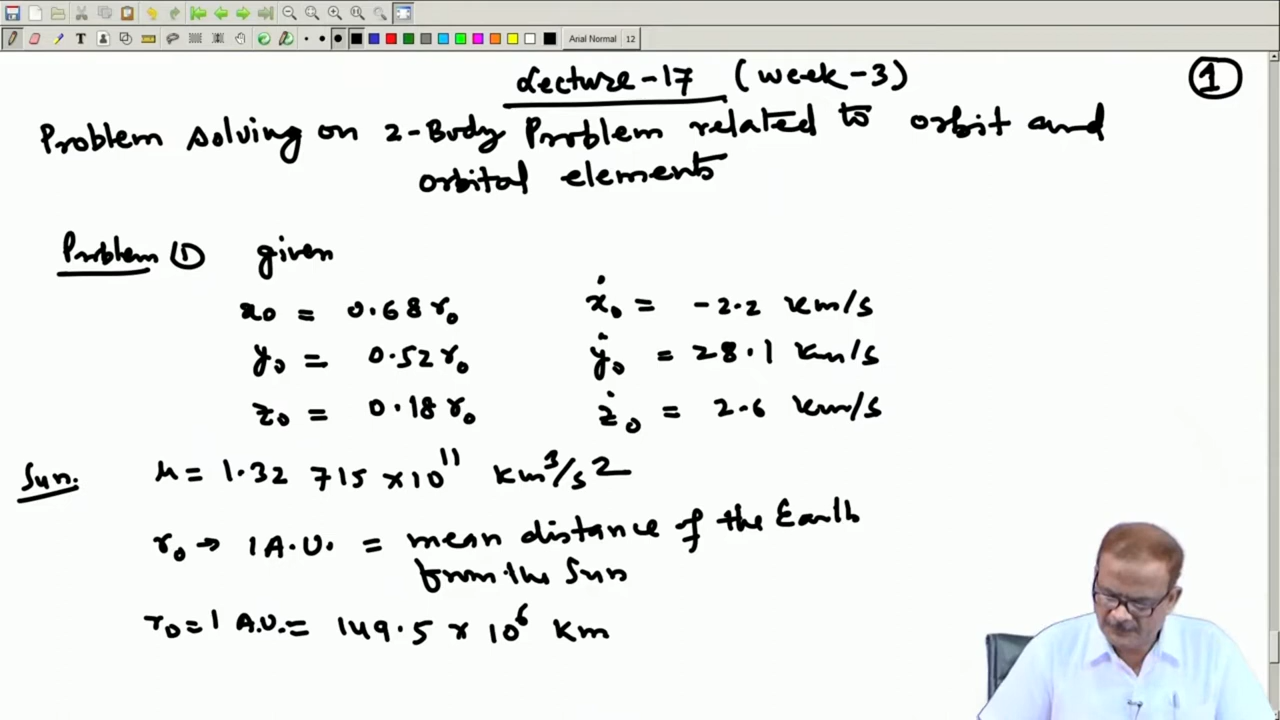 Arial Normal 12
Lecture-17 (week-3) 1
Problem solving on 2-Body Problem related to orbit and
orbital elements
Problem ① given
x₀ = 0.68 r₀ ẋ₀ = -2.2 km/s
y₀ = 0.52 r₀ ẏ₀ = 28.1 km/s
z₀ = 0.18 r₀ ż₀ = 2.6 km/s
Sun. μ = 1.32 715 × 10¹¹ km³/s²
r₀ → 1 A.U. = mean distance of the Earth
from the Sun
r₀ = 1 A.U. = 149.5 × 10⁶ km